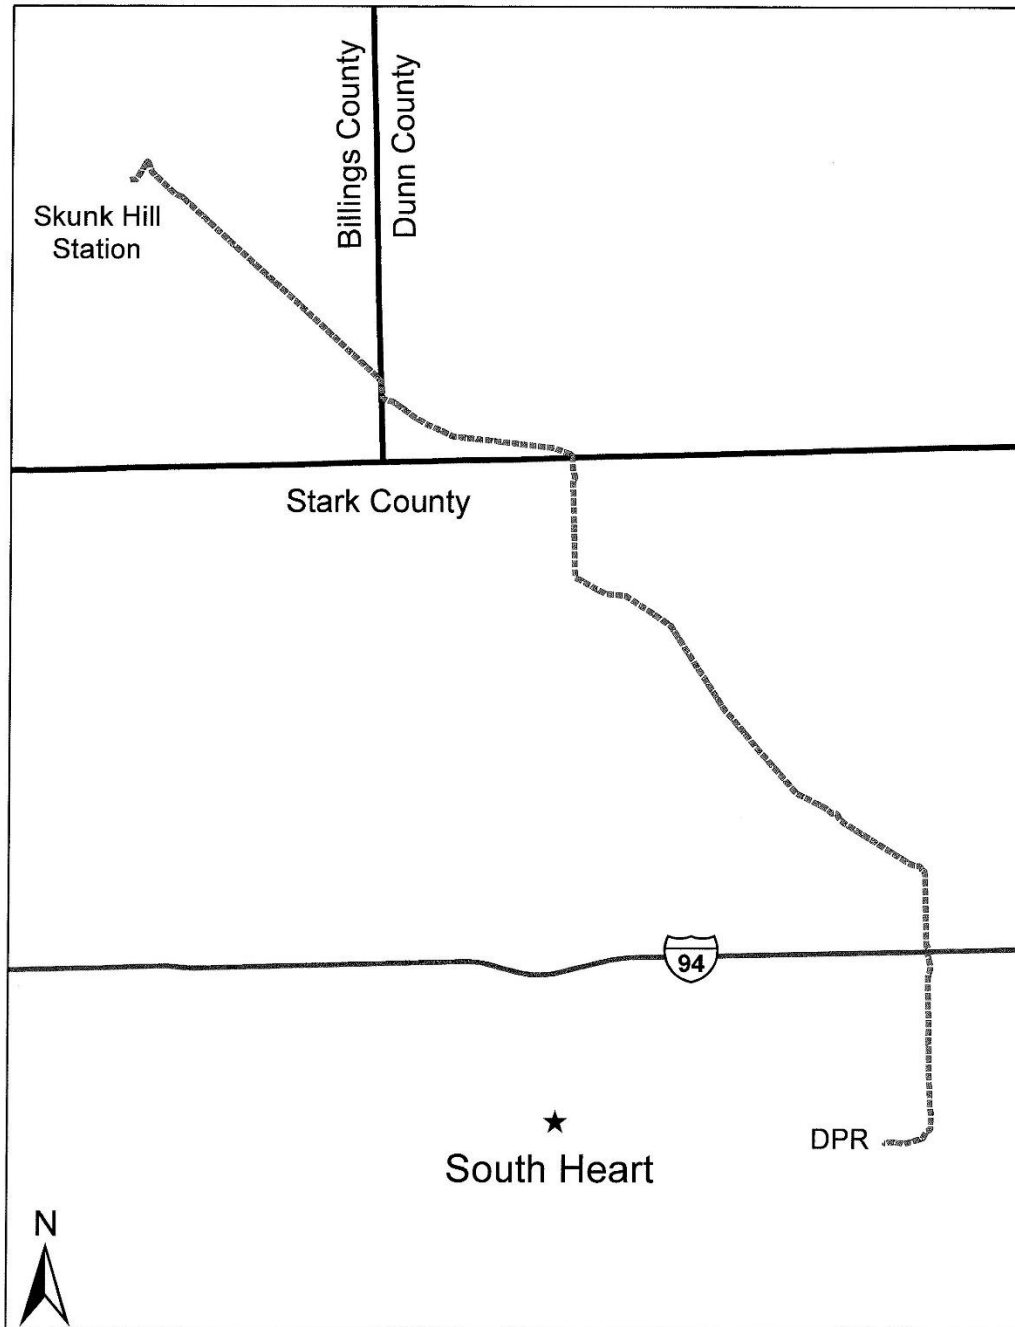 Billings County
Dunn County
Skunk Hill
Station
Stark County
94
DPR
South Heart
N